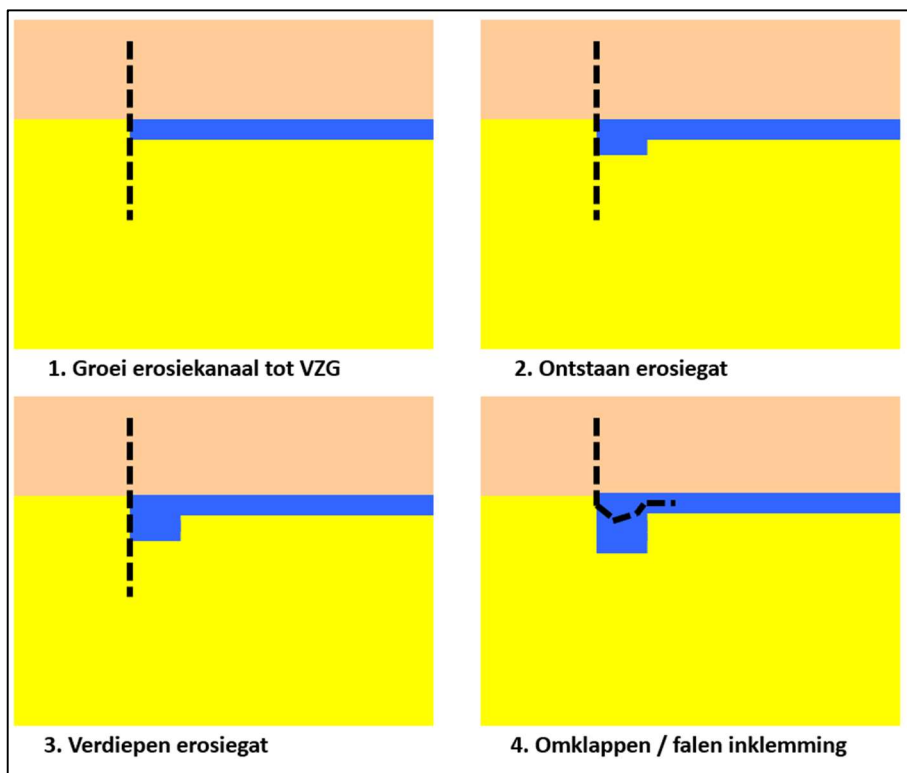 1. Groei erosiekanaal tot VZG
2. Ontstaan erosiegat
3. Verdiepen erosiegat
4. Omklappen / falen inklemming